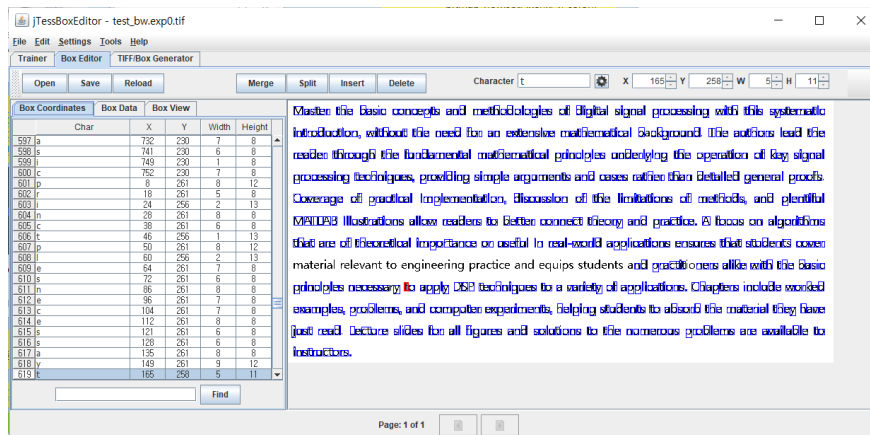 jTessBoxEditor - test_bw.exp0.tif
File Edit Settings Tools Help
Trainer Box Editor TIFF/Box Generator
Open Save Reload Merge Split Insert Delete Character t X 165 Y 258 W 5 H 11
Box Coordinates Box Data Box View
Char X Y Width Height
597 a 732 230 7 8
598 s 741 230 6 8
599 i 749 230 1 8
600 c 752 230 7 8
601 p 8 261 8 12
602 r 18 261 5 8
603 i 24 256 2 13
604 n 28 261 8 8
605 c 38 261 6 8
606 t 46 256 1 13
607 p 50 261 8 12
608 l 60 256 2 13
609 e 64 261 7 8
610 s 72 261 6 8
611 n 86 261 8 8
612 e 96 261 7 8
613 c 104 261 7 8
614 e 112 261 8 8
615 s 121 261 6 8
616 s 128 261 6 8
617 a 135 261 8 8
618 y 149 261 9 12
619 t 165 258 5 11
Find
Master the basic concepts and methodologies of digital signal processing with this systematic
introduction, without the need for an extensive mathematical background. The authors lead the
reader through the fundamental mathematical principles underlying the operation of key signal
processing techniques, providing simple arguments and cases rather than detailed general proofs.
Coverage of practical implementation, discussion of the limitations of methods, and plentiful
MATLAB illustrations allow readers to better connect theory and practice. A focus on algorithms
that are of theoretical importance or useful in real-world applications ensures that students cover
material relevant to engineering practice and equips students and practitioners alike with the basic
principles necessary to apply DSP techniques to a variety of applications. Chapters include worked
examples, problems, and computer experiments, helping students to absorb the material they have
just read. Lecture slides for all figures and solutions to the numerous problems are available to
instructors.
Page: 1 of 1